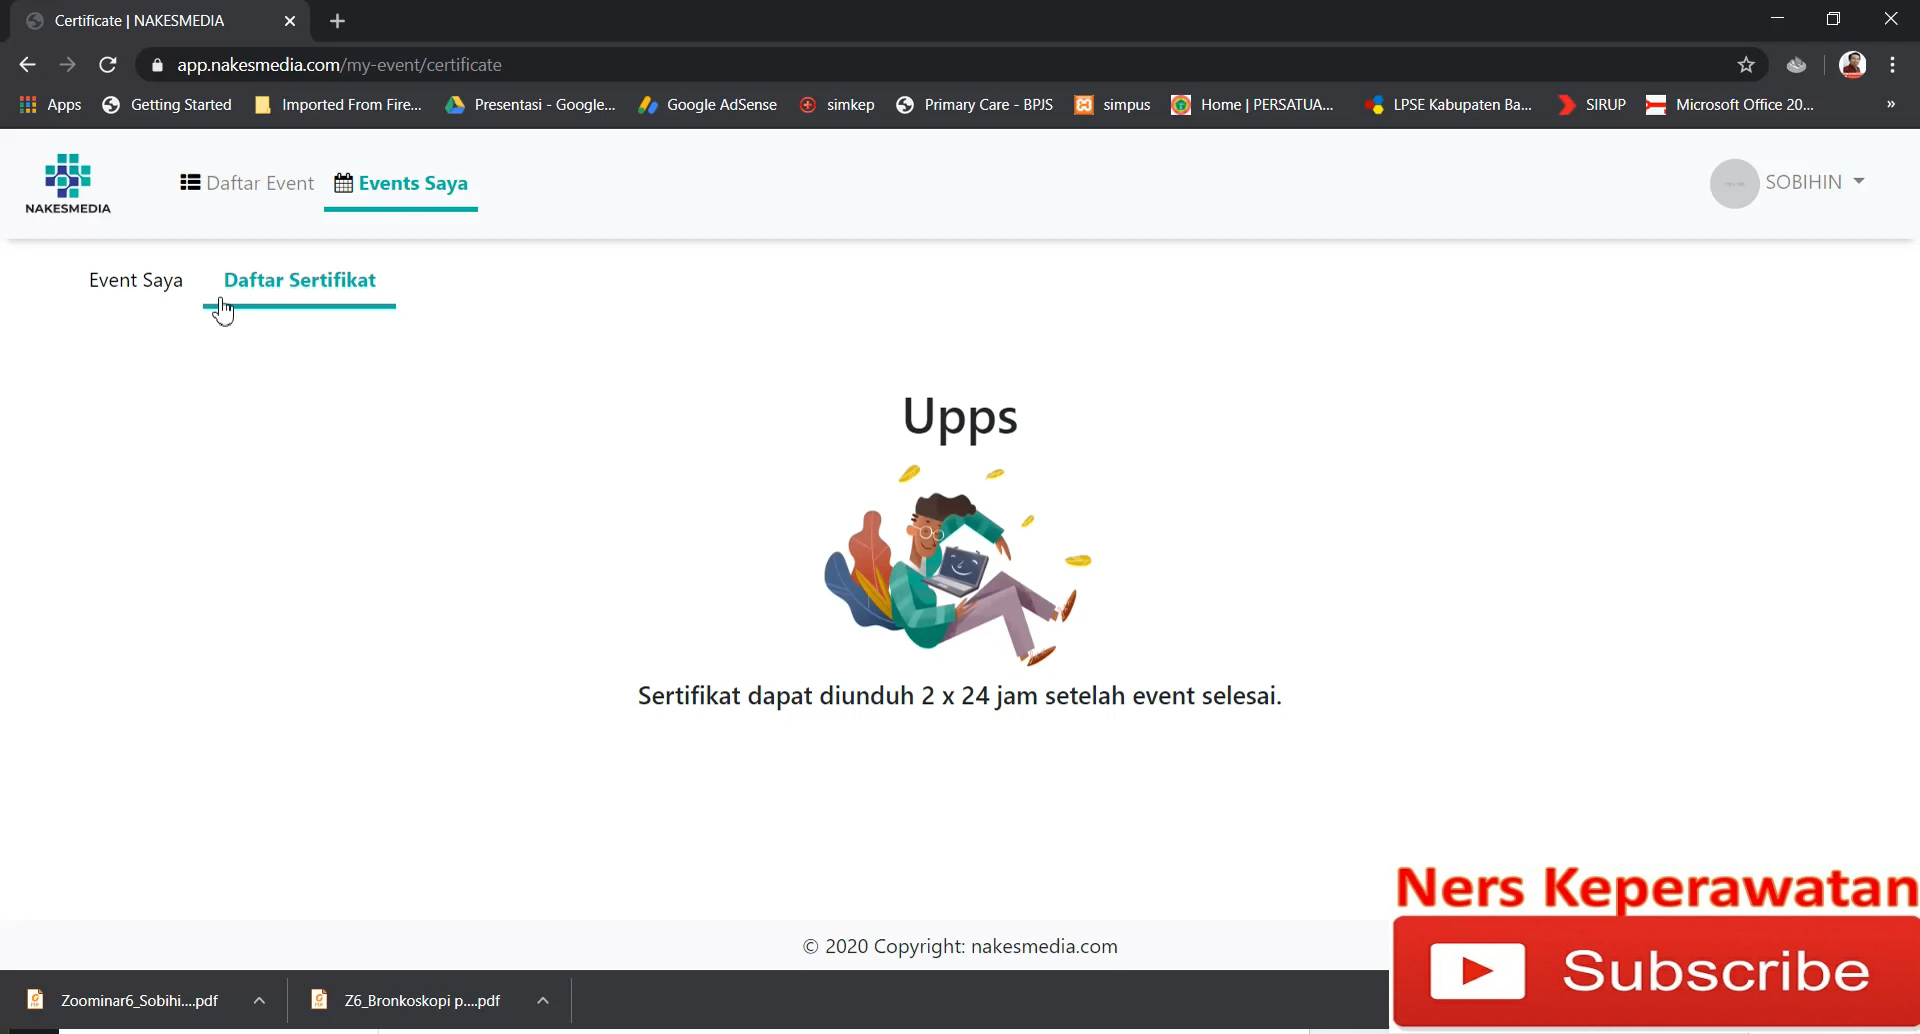 Certificate | NAKESMEDIA
app.nakesmedia.com/my-event/certificate
Apps Getting Started Imported From Fire... Presentasi - Google... Google AdSense simkep Primary Care - BPJS simpus Home | PERSATUA... LPSE Kabupaten Ba... SIRUP Microsoft Office 20... »
NAKESMEDIA
Daftar Event Events Saya
SOBIHIN
Event Saya Daftar Sertifikat
Upps
Sertifikat dapat diunduh 2 x 24 jam setelah event selesai.
Ners Keperawatan
Subscribe
© 2020 Copyright: nakesmedia.com
Zoominar6_Sobihi....pdf Z6_Bronkoskopi p....pdf